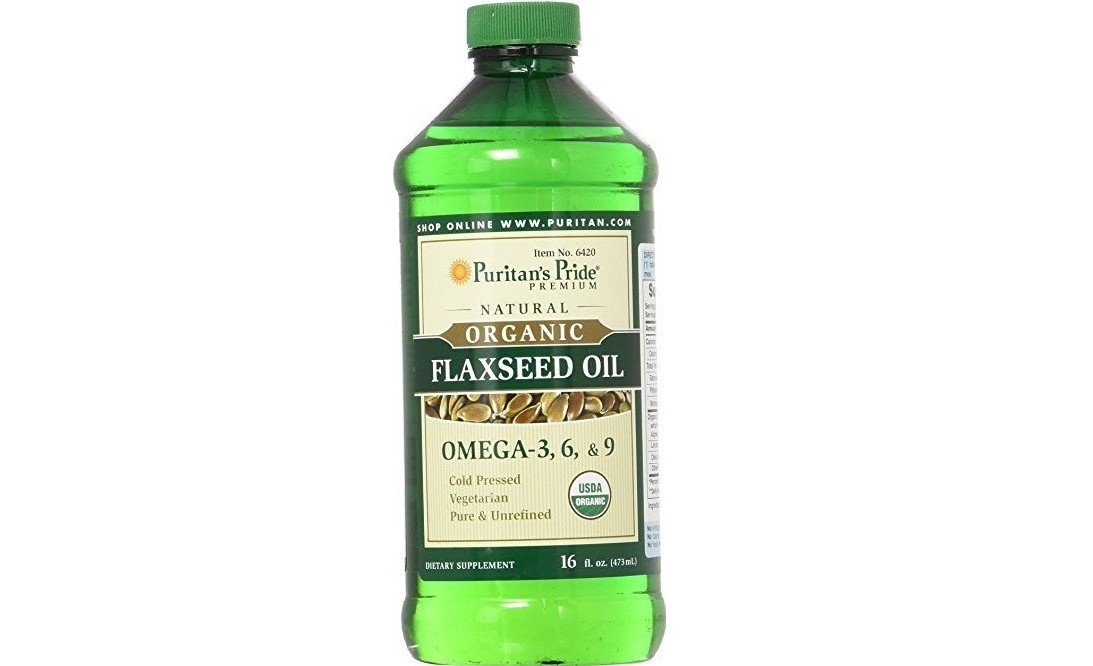 SHOP ONLINE WWW.PURITAN.COM
Item No. 6420
Puritan's Pride®
PREMIUM
NATURAL
ORGANIC
FLAXSEED OIL
OMEGA-3, 6, & 9
Cold Pressed
Vegetarian
Pure & Unrefined
USDA
ORGANIC
DIETARY SUPPLEMENT
16 fl. oz. (473mL)